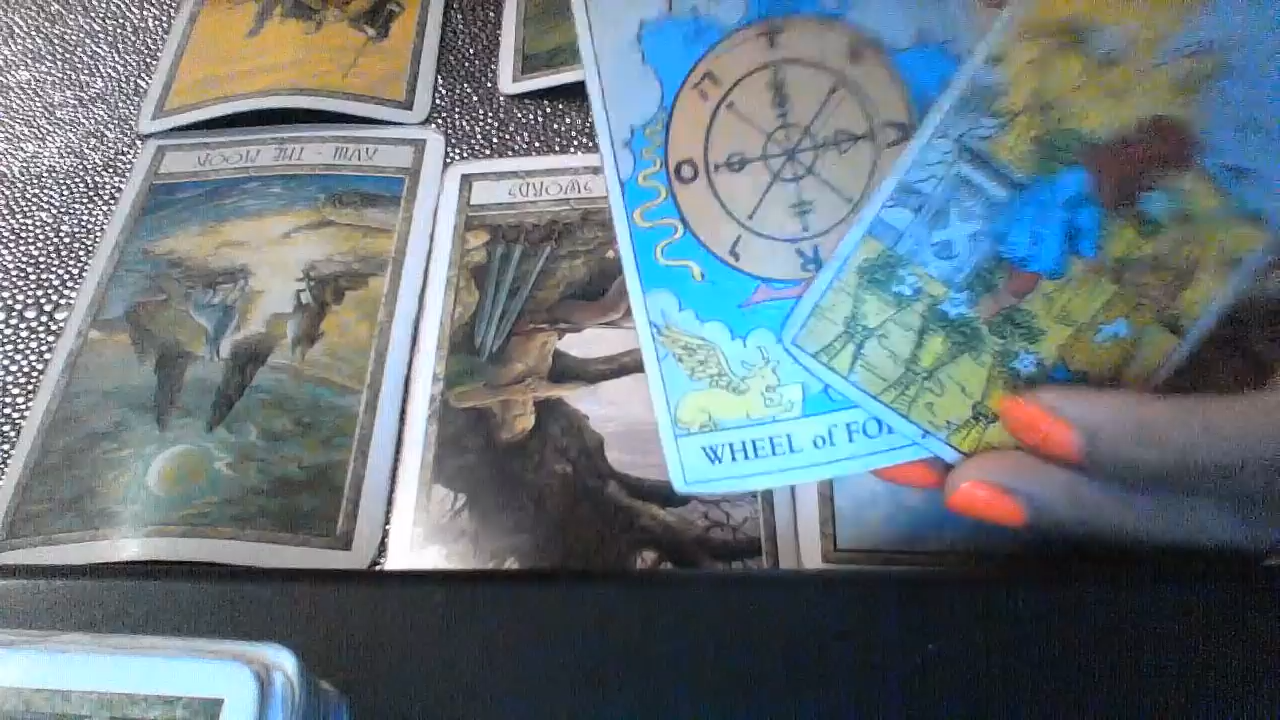 XVIII - THE MOON
SWORDS
T
O
R
WHEEL of FO